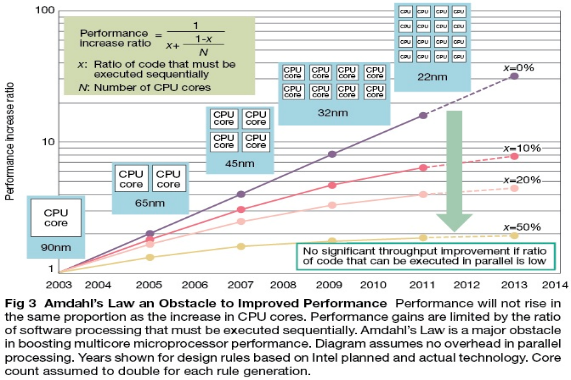 100
10
1
Performance increase ratio
Performance increase ratio = 1 / x+ 1-x / N
x: Ratio of code that must be
executed sequentially
N: Number of CPU cores
CPU core
90nm
CPU core CPU core
65nm
CPU core CPU core
CPU core CPU core
45nm
CPU core CPU core CPU core CPU core
CPU core CPU core CPU core CPU core
32nm
CPU core CPU core CPU core CPU core
CPU core CPU core CPU core CPU core
CPU core CPU core CPU core CPU core
CPU core CPU core CPU core CPU core
22nm
x=0%
x=10%
x=20%
x=50%
No significant throughput improvement if ratio
of code that can be executed in parallel is low
2003 2004 2005 2006 2007 2008 2009 2010 2011 2012 2013 2014
Fig 3 Amdahl's Law an Obstacle to Improved Performance Performance will not rise in
the same proportion as the increase in CPU cores. Performance gains are limited by the ratio
of software processing that must be executed sequentially. Amdahl's Law is a major obstacle
in boosting multicore microprocessor performance. Diagram assumes no overhead in parallel
processing. Years shown for design rules based on Intel planned and actual technology. Core
count assumed to double for each rule generation.